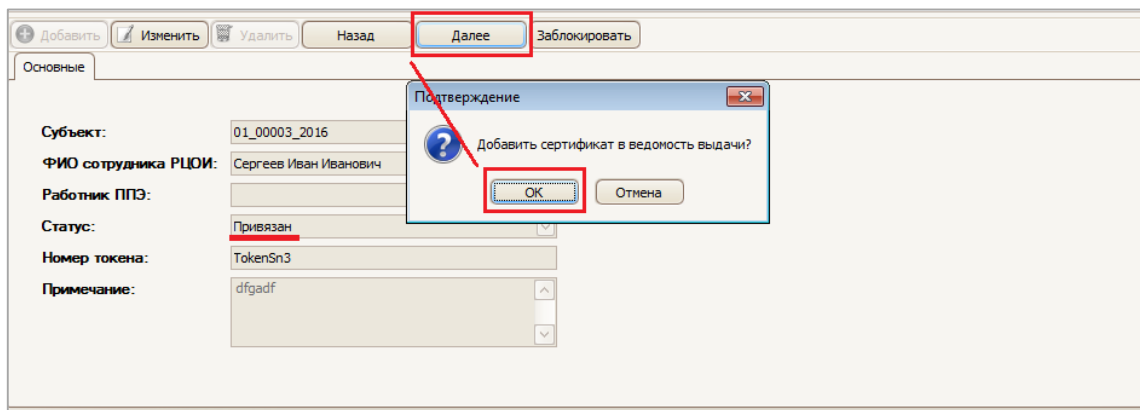 Добавить Изменить Удалить Назад Далее Заблокировать
Основные
Подтверждение
Добавить сертификат в ведомость выдачи?
OK Отмена
Субъект: 01_00003_2016
ФИО сотрудника РЦОИ: Сергеев Иван Иванович
Работник ППЭ:
Статус: Привязан
Номер токена: TokenSn3
Примечание: dfgadf